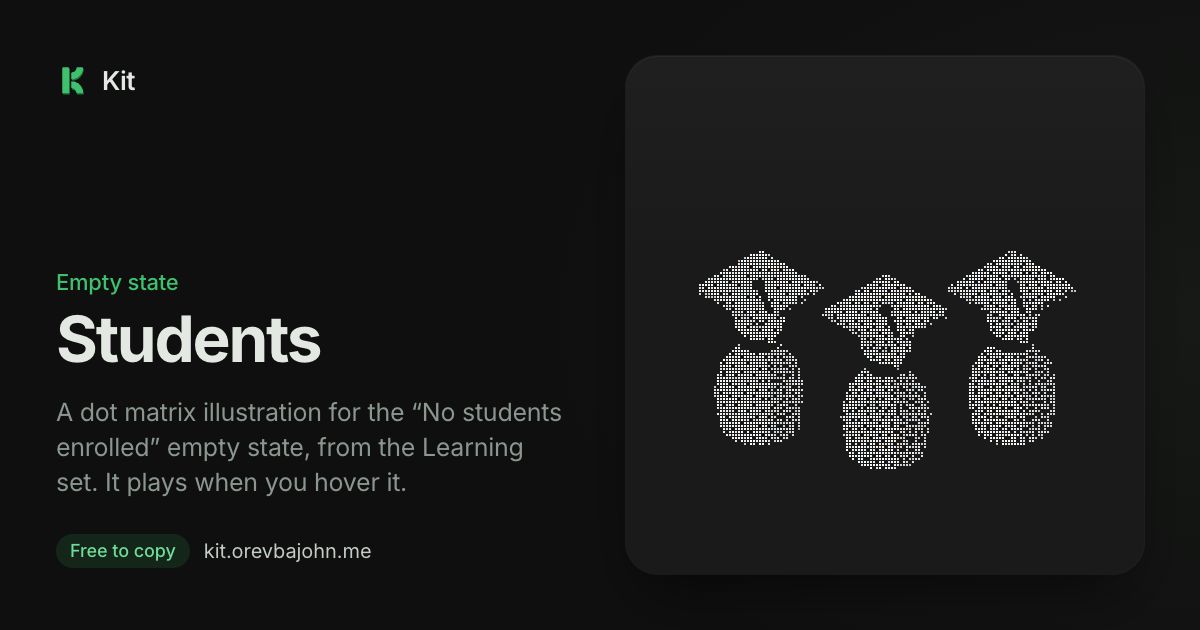 Kit
Empty state
Students
A dot matrix illustration for the “No students
enrolled” empty state, from the Learning
set. It plays when you hover it.
Free to copy
kit.orevbajohn.me